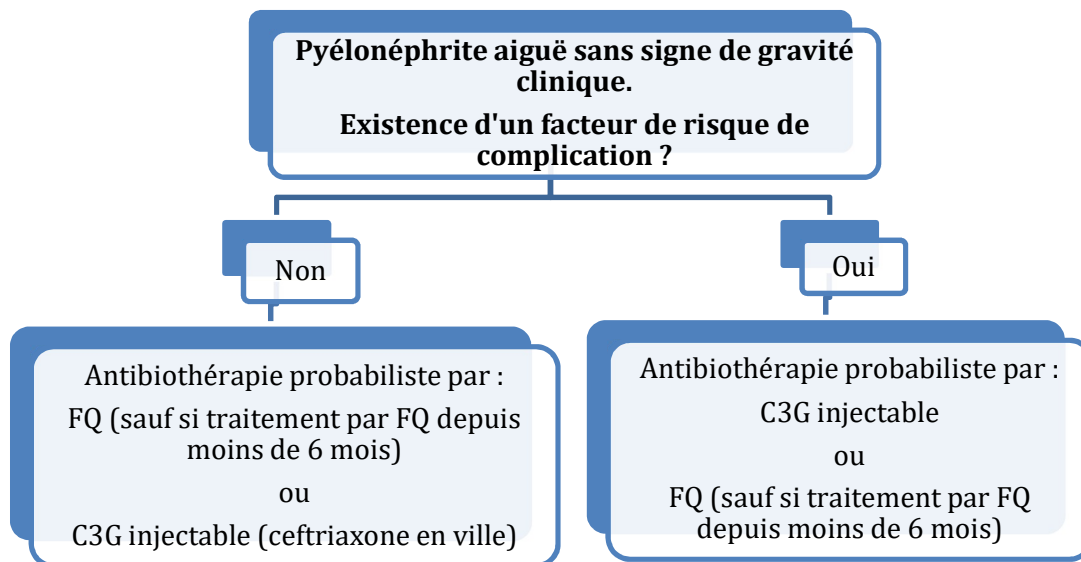 Pyélonéphrite aiguë sans signe de gravité
clinique.
Existence d'un facteur de risque de
complication ?
Non
Oui
Antibiothérapie probabiliste par :
FQ (sauf si traitement par FQ depuis
moins de 6 mois)
ou
C3G injectable (ceftriaxone en ville)
Antibiothérapie probabiliste par :
C3G injectable
ou
FQ (sauf si traitement par FQ
depuis moins de 6 mois)